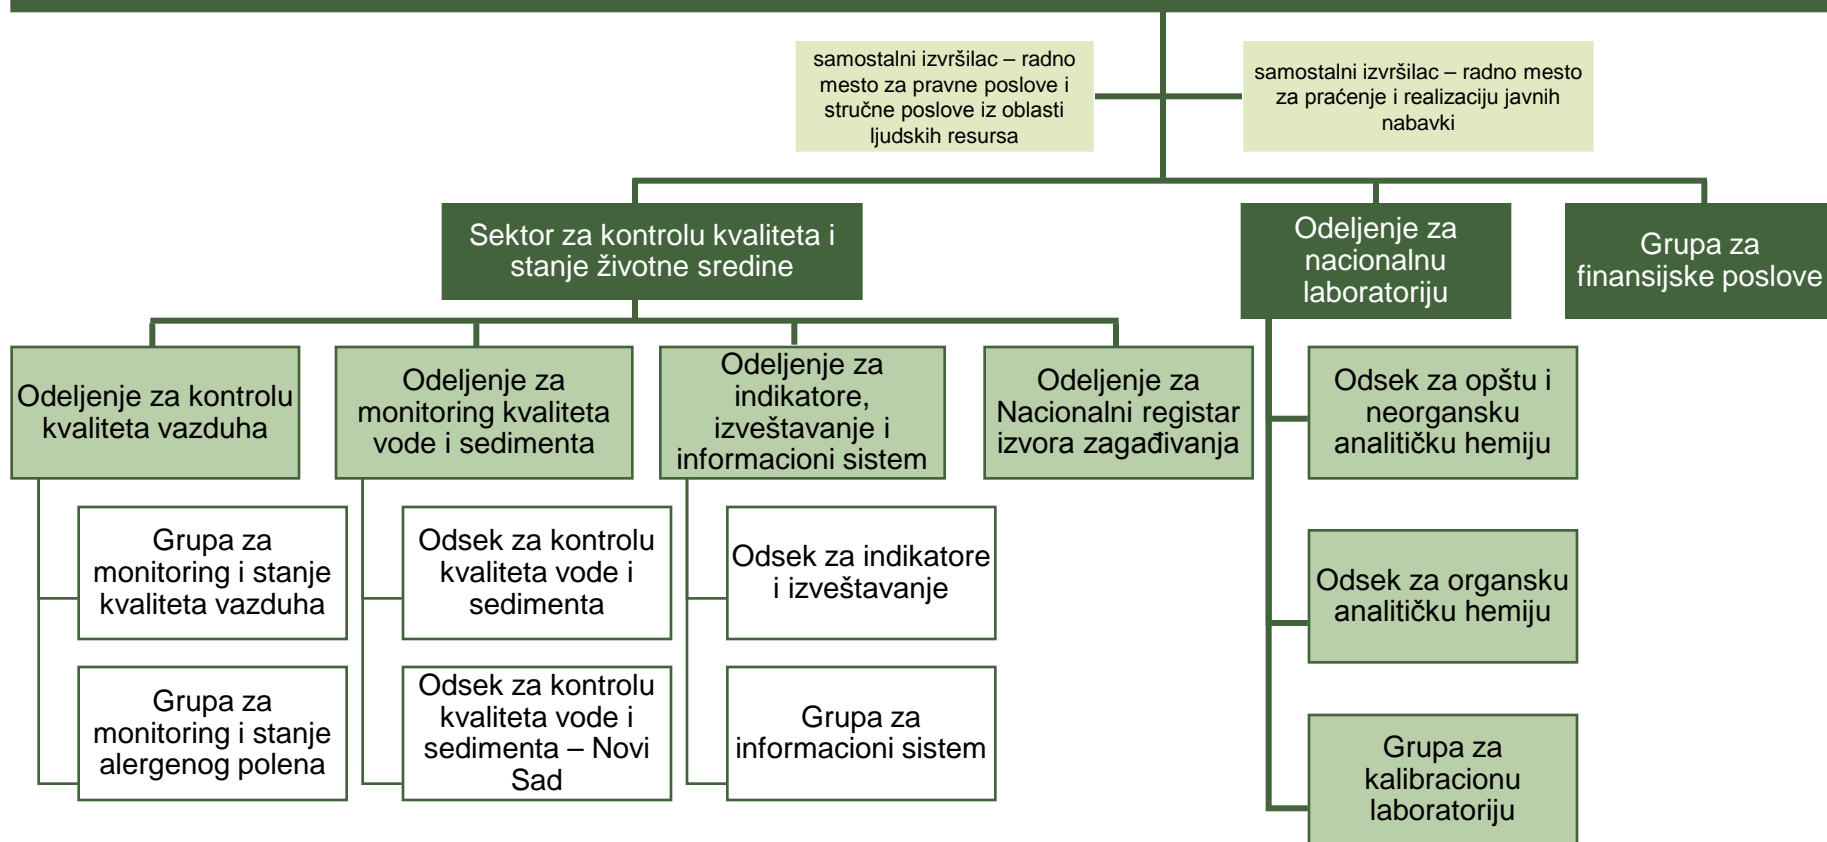 samostalni izvršilac – radno
mesto za pravne poslove i
stručne poslove iz oblasti
ljudskih resursa
samostalni izvršilac – radno mesto
za praćenje i realizaciju javnih
nabavki
Sektor za kontrolu kvaliteta i
stanje životne sredine
Odeljenje za
nacionalnu
laboratoriju
Grupa za
finansijske poslove
Odeljenje za kontrolu
kvaliteta vazduha
Odeljenje za
monitoring kvaliteta
vode i sedimenta
Odeljenje za
indikatore,
izveštavanje i
informacioni sistem
Odeljenje za
Nacionalni registar
izvora zagađivanja
Odsek za opštu i
neorgansku
analitičku hemiju
Grupa za
monitoring i stanje
kvaliteta vazduha
Odsek za kontrolu
kvaliteta vode i
sedimenta
Odsek za indikatore
i izveštavanje
Odsek za organsku
analitičku hemiju
Grupa za
monitoring i stanje
alergenog polena
Odsek za kontrolu
kvaliteta vode i
sedimenta – Novi
Sad
Grupa za
informacioni sistem
Grupa za
kalibracionu
laboratoriju